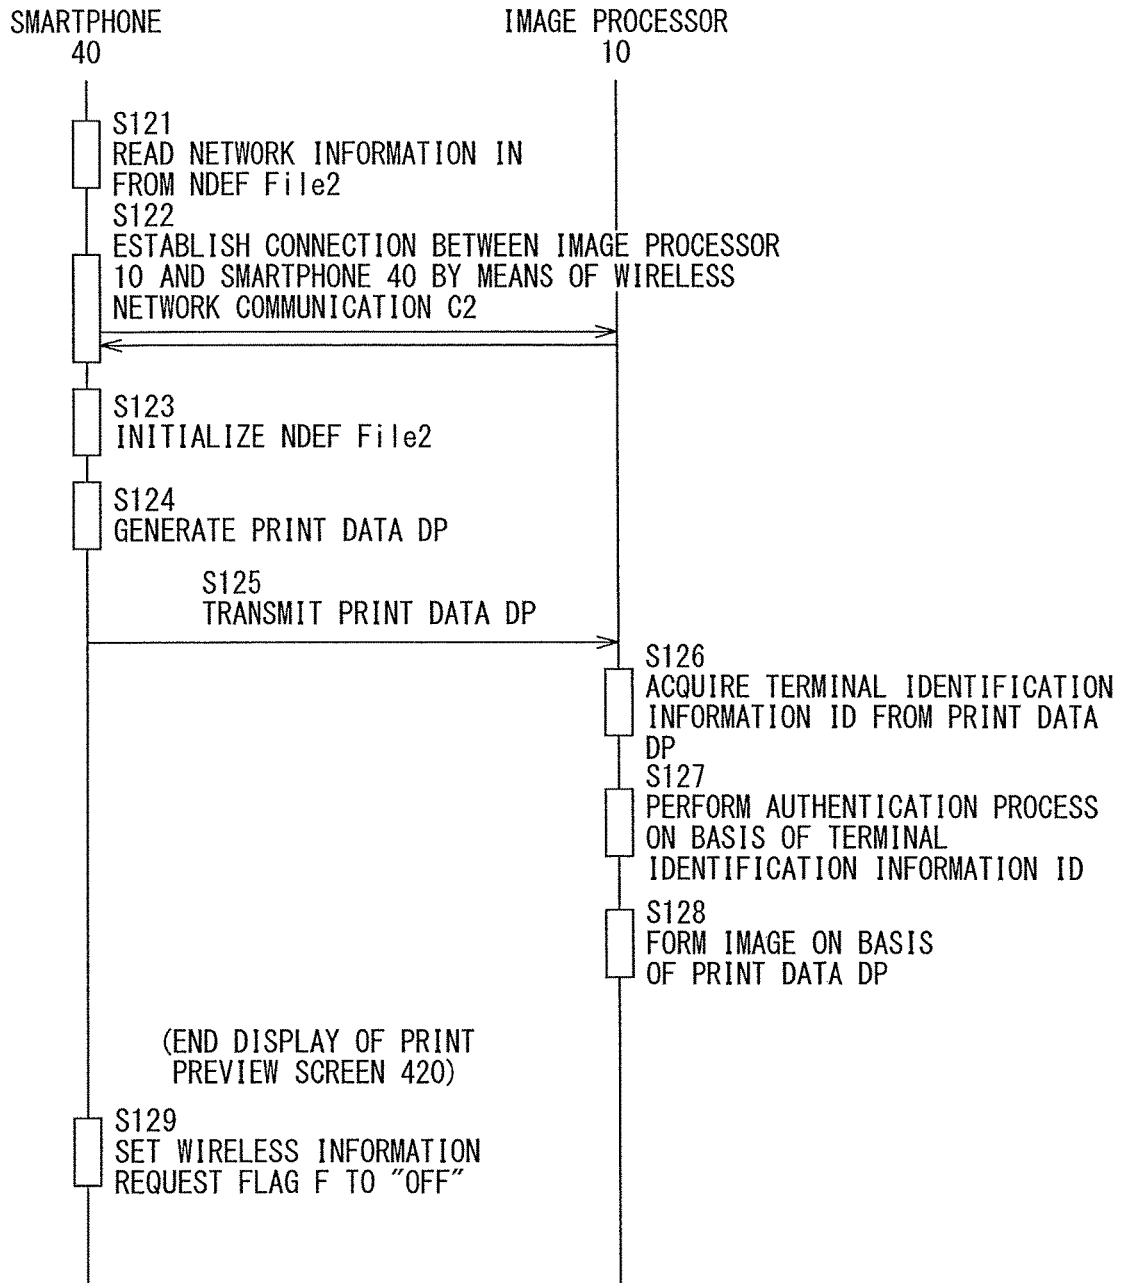 SMARTPHONE
40
IMAGE PROCESSOR
10
S121
READ NETWORK INFORMATION IN
FROM NDEF File2
S122
ESTABLISH CONNECTION BETWEEN IMAGE PROCESSOR
10 AND SMARTPHONE 40 BY MEANS OF WIRELESS
NETWORK COMMUNICATION C2
S123
INITIALIZE NDEF File2
S124
GENERATE PRINT DATA DP
S125
TRANSMIT PRINT DATA DP
S126
ACQUIRE TERMINAL IDENTIFICATION
INFORMATION ID FROM PRINT DATA
DP
S127
PERFORM AUTHENTICATION PROCESS
ON BASIS OF TERMINAL
IDENTIFICATION INFORMATION ID
S128
FORM IMAGE ON BASIS
OF PRINT DATA DP
(END DISPLAY OF PRINT
PREVIEW SCREEN 420)
S129
SET WIRELESS INFORMATION
REQUEST FLAG F TO "OFF"